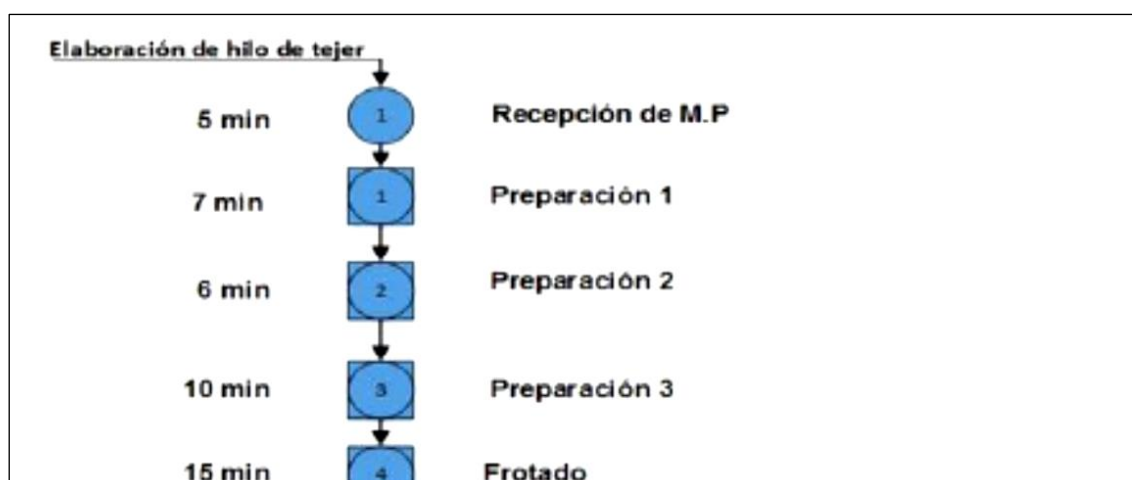 Elaboración de hilo de tejer
5 min 1 Recepción de M.P
7 min 1 Preparación 1
6 min 2 Preparación 2
10 min 3 Preparación 3
15 min 4 Frotado